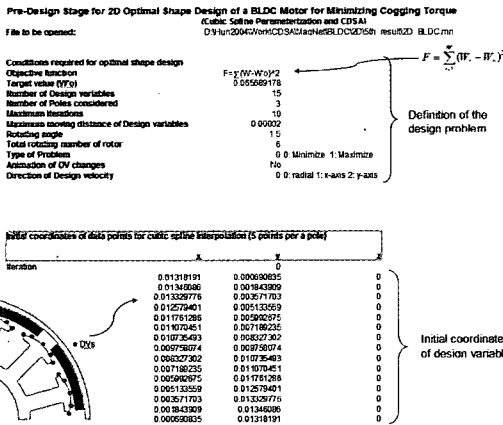 Pre-Design Stage for 2D Optimal Shape Design of a BLDC Motor for Minimizing Cogging Torque
(Cubic Spline Parameterization and CDSA)
File to be opened:
Conditions required for optimal shape design
Objective function F=∑(W-Wo)^2
Target value (Wo) 0.055689178
Number of Design variables 15
Number of Poles considered 3
Maximum iterations 10
Maximum moving distance of Design variables 0.00002
Rotating angle 15
Total rotating number of rotor 6
Type of Problem 0 0: Minimize 1: Maximize
Animation of DV changes No
Direction of Design velocity 0 0: radial 1: x-axis 2: y-axis
Definition of the
design problem
Initial coordinates of data points for cubic spline interpolation (5 points per a pole)
x y z
Iteration 0
0.01318191 0.000690835 0
0.01346086 0.001843909 0
0.013329776 0.003571703 0
0.012579401 0.005133559 0
0.011761286 0.005992675 0
0.011070451 0.007189235 0
0.010735493 0.008327302 0
0.009758074 0.009758074 0
0.008327302 0.010735493 0
0.007189235 0.011070451 0
0.005992675 0.011761286 0
0.005133559 0.012579401 0
0.003571703 0.013329776 0
0.001843909 0.01346086 0
0.000690835 0.01318191 0
DVs
Initial coordinate
of design variabl